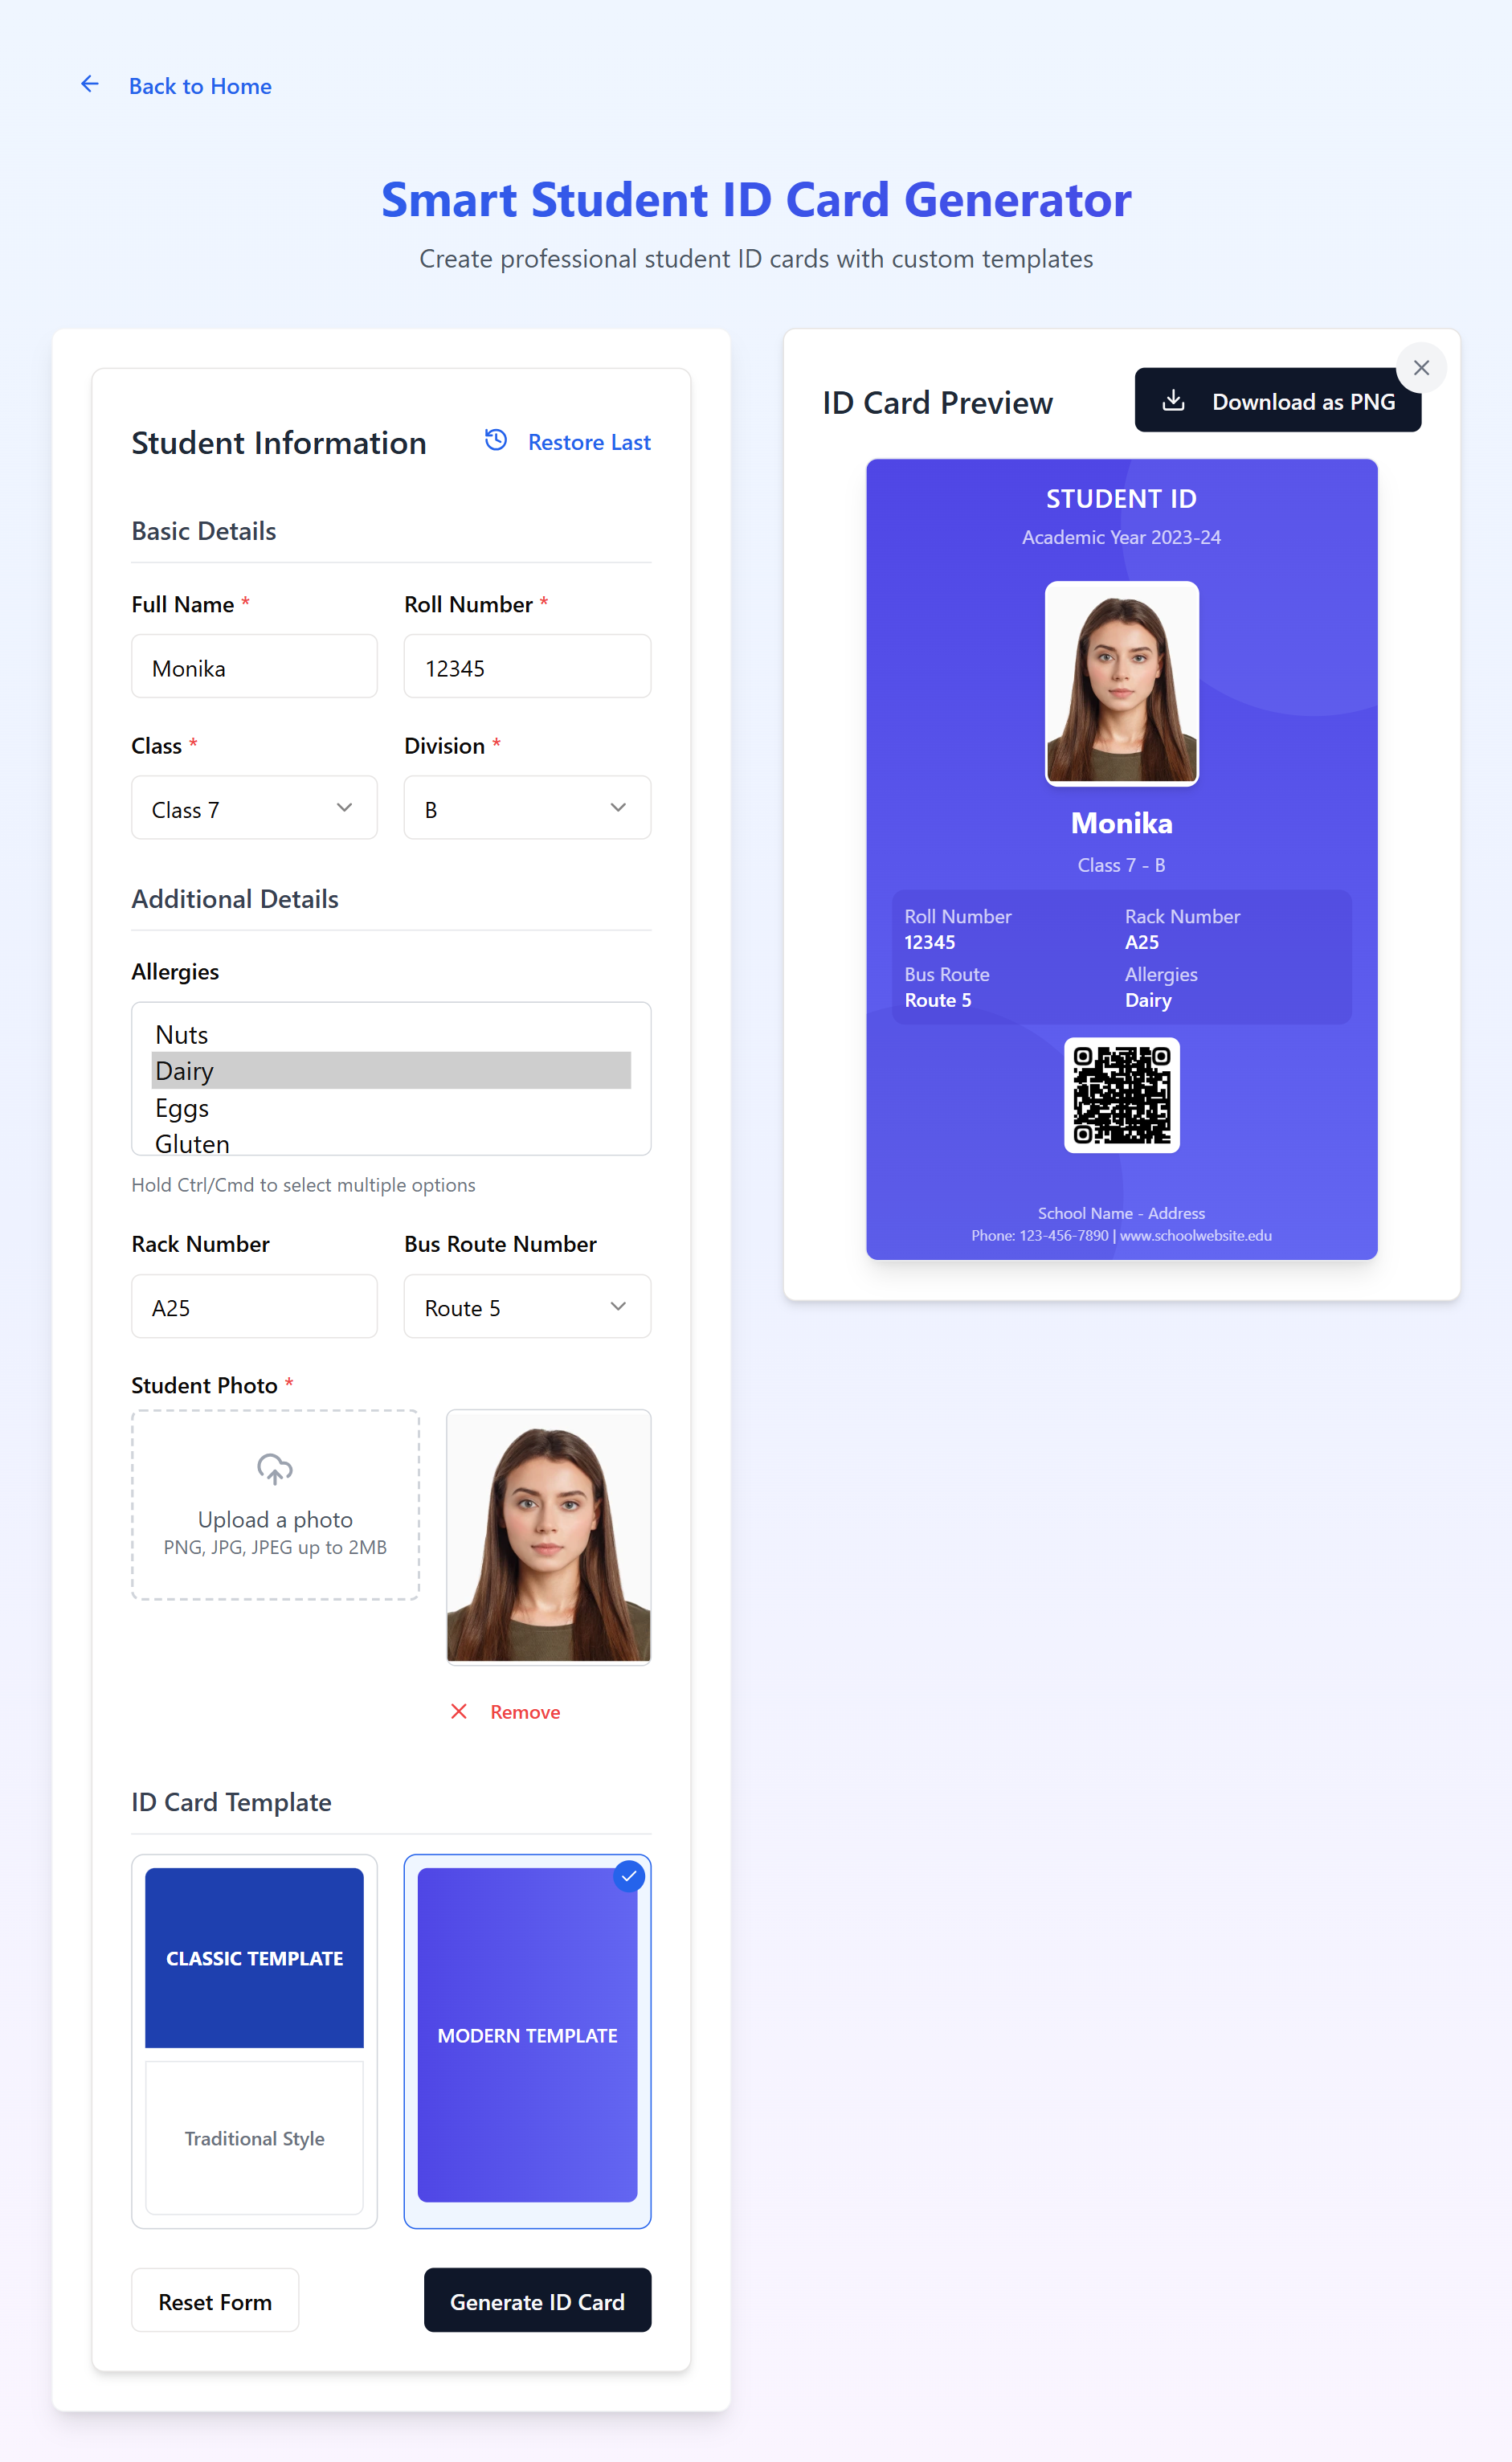 Back to Home
Smart Student ID Card Generator
Create professional student ID cards with custom templates
Student Information
Restore Last
Basic Details
Full Name *
Roll Number *
Monika
12345
Class *
Division *
Class 7
B
Additional Details
Allergies
Nuts
Dairy
Eggs
Gluten
Hold Ctrl/Cmd to select multiple options
Rack Number
Bus Route Number
A25
Route 5
Student Photo *
Upload a photo
PNG, JPG, JPEG up to 2MB
Remove
ID Card Template
CLASSIC TEMPLATE
Traditional Style
MODERN TEMPLATE
Reset Form
Generate ID Card
ID Card Preview
Download as PNG
STUDENT ID
Academic Year 2023-24
Monika
Class 7 - B
Roll Number
12345
Rack Number
A25
Bus Route
Route 5
Allergies
Dairy
School Name - Address
Phone: 123-456-7890 | www.schoolwebsite.edu